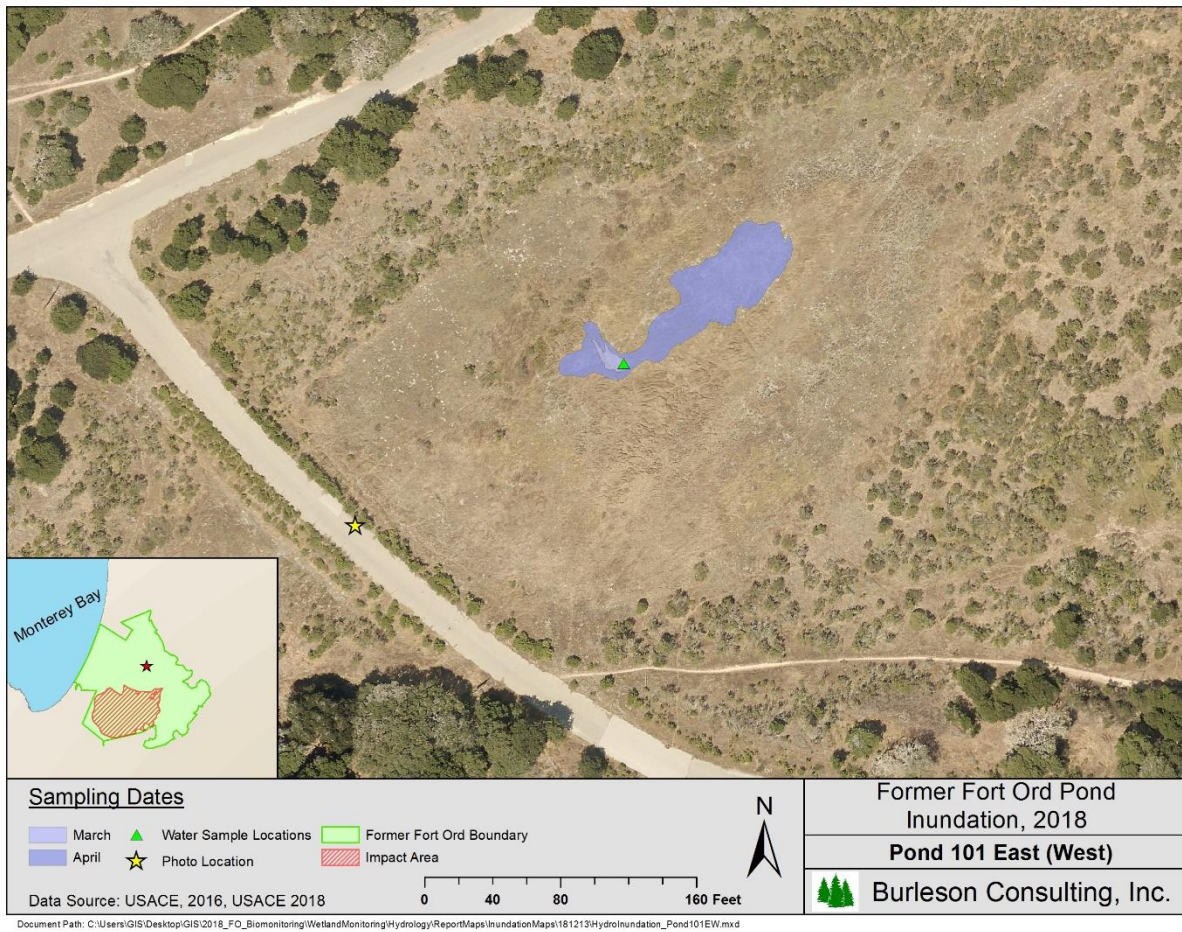 Monterey Bay
Sampling Dates
March
April
Water Sample Locations
Photo Location
Former Fort Ord Boundary
Impact Area
Data Source: USACE, 2016, USACE 2018
N
0 40 80 160 Feet
Former Fort Ord Pond
Inundation, 2018
Pond 101 East (West)
Burleson Consulting, Inc.
Document Path: C:\Users\GIS\Desktop\GIS\2018_FO_Biomonitoring\WetlandMonitoring\Hydrology\ReportMaps\InundationMaps\181213\HydroInundation_Pond101EW.mxd